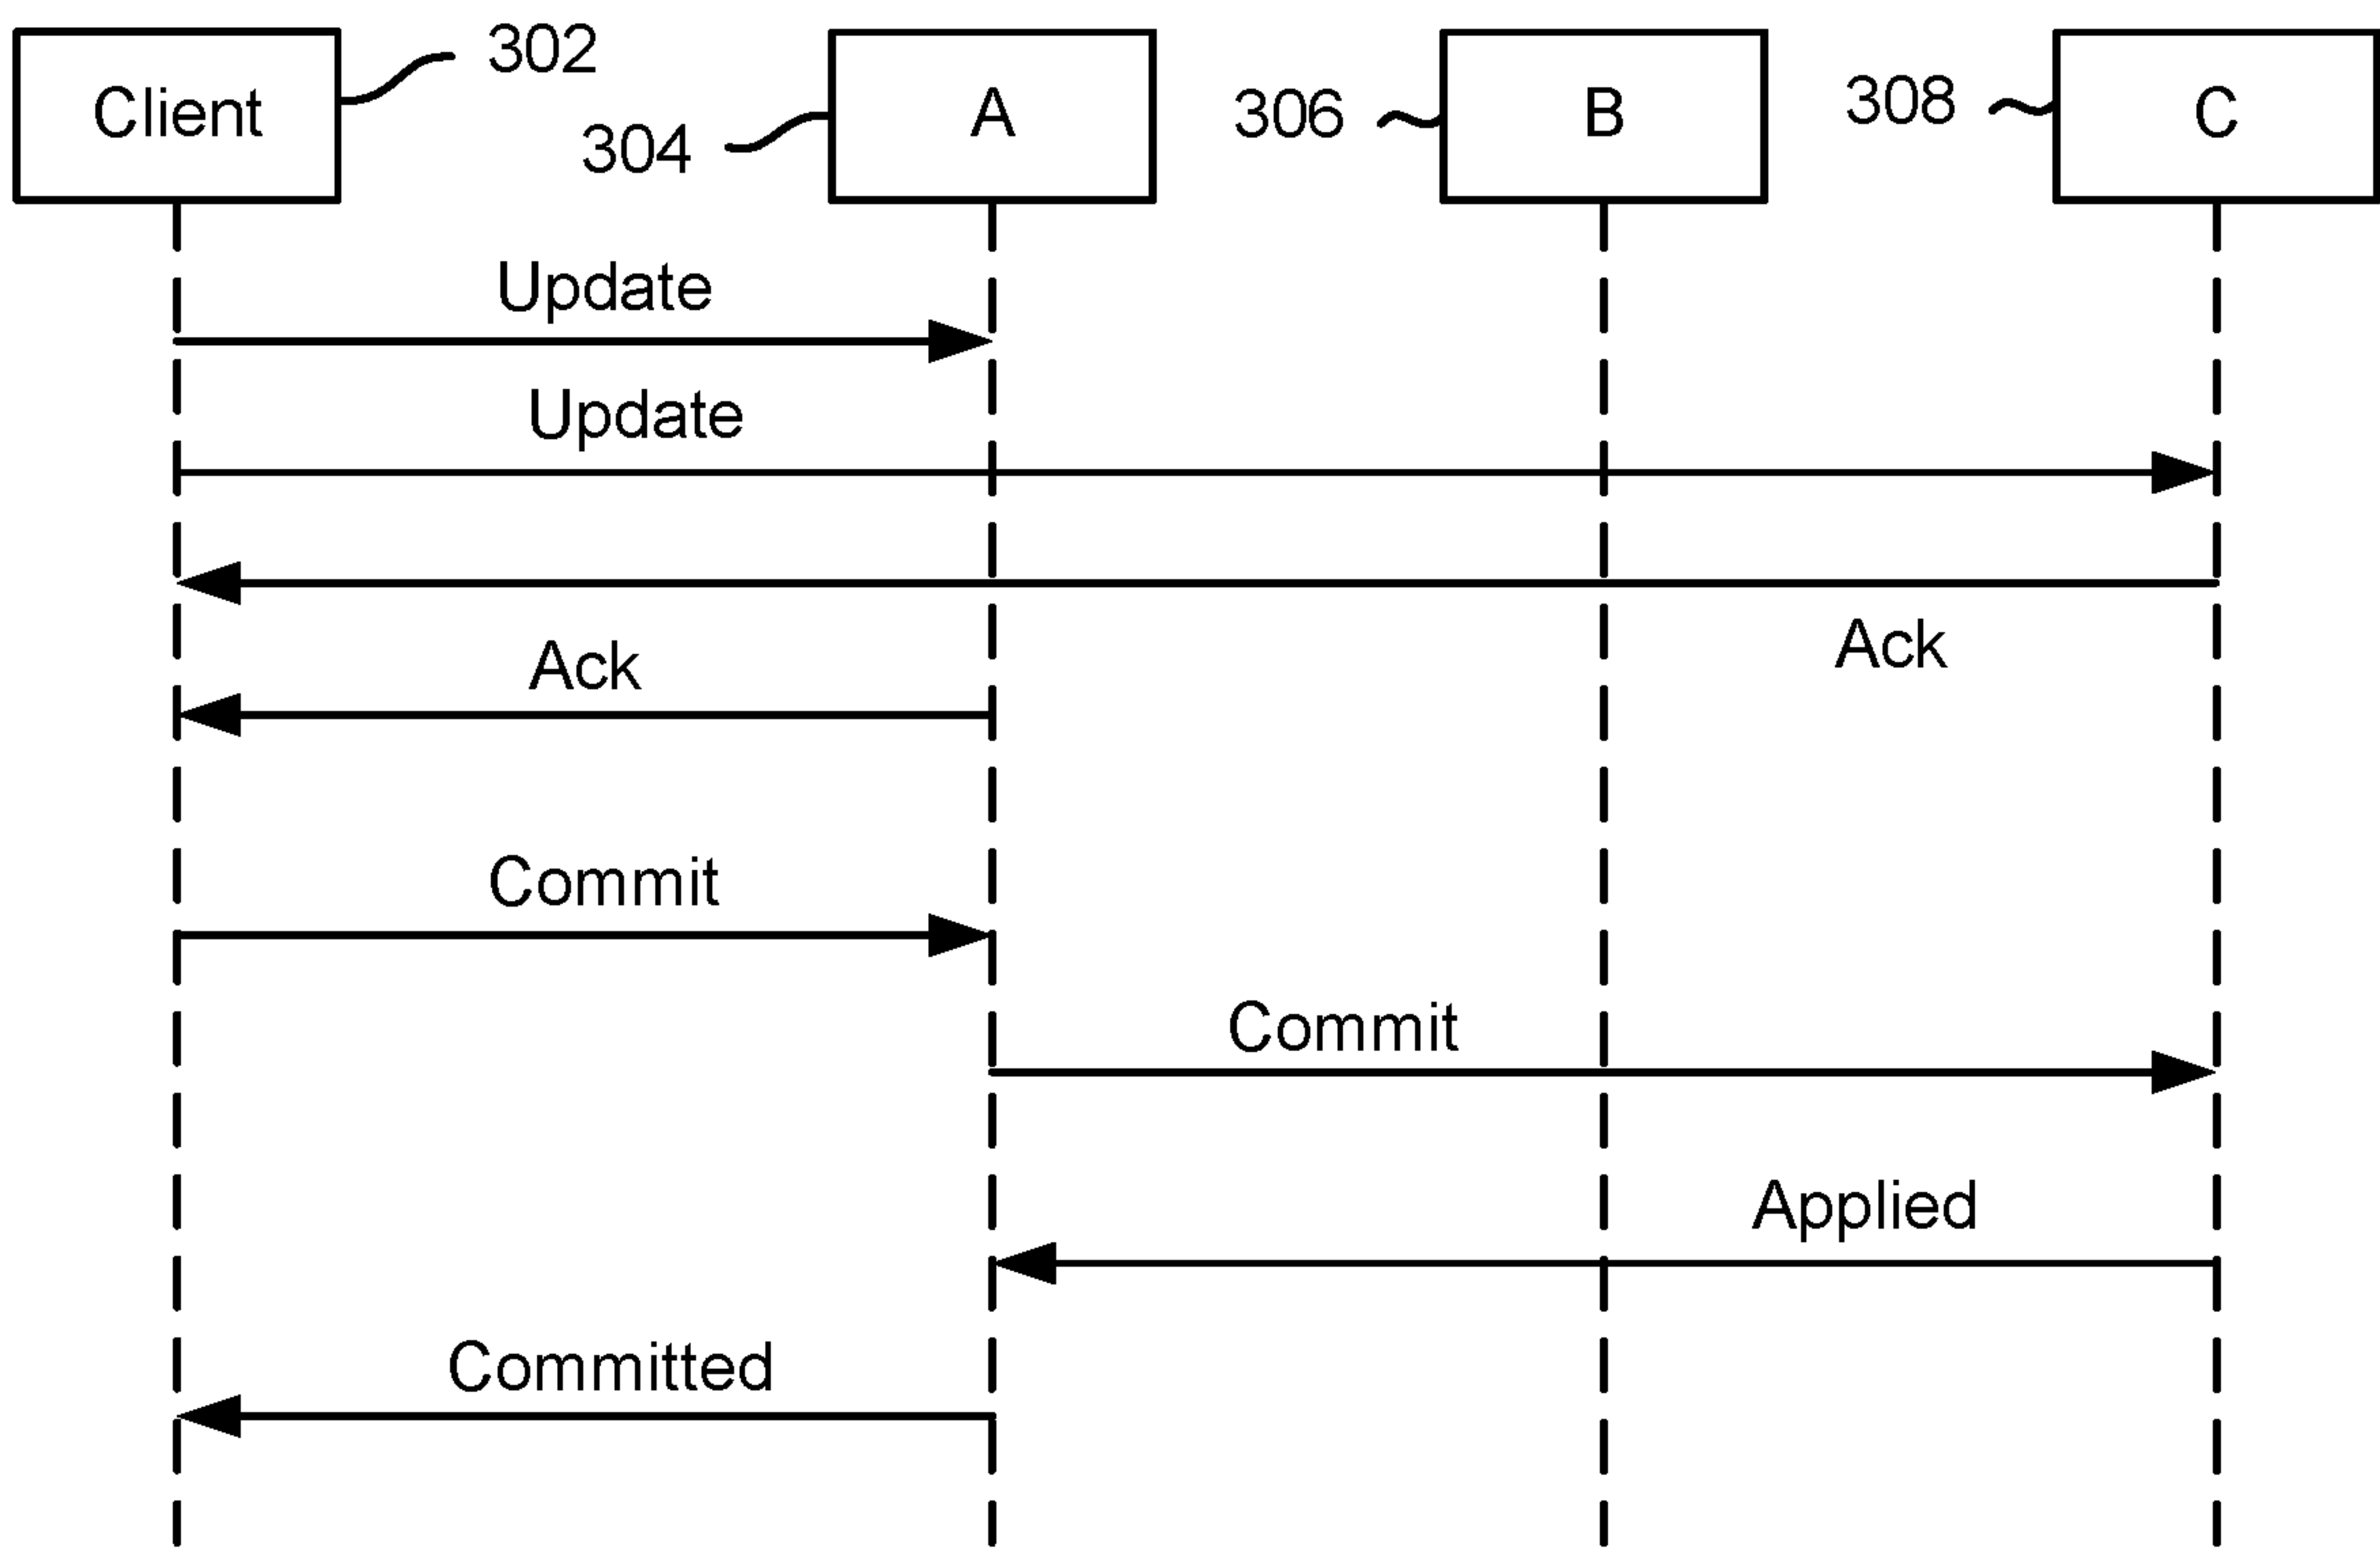 302
Client
304
A
306
B
308
C
Update
Update
Ack
Ack
Commit
Commit
Applied
Committed